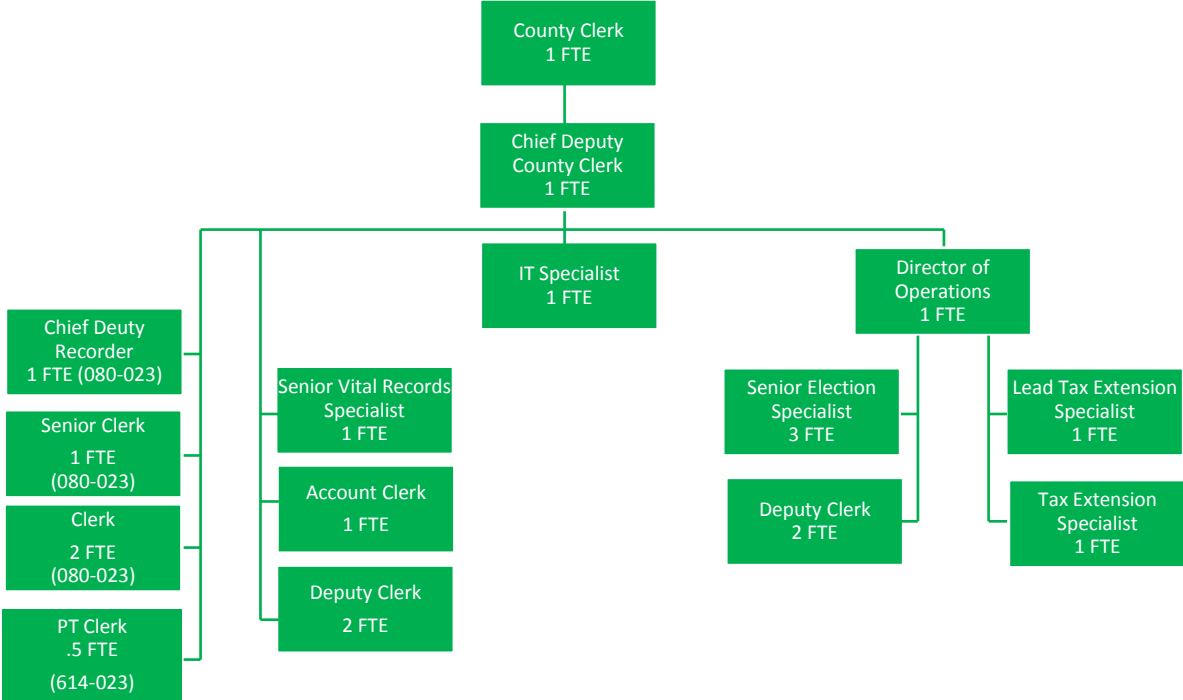 County Clerk
1 FTE
Chief Deputy
County Clerk
1 FTE
IT Specialist
1 FTE
Director of
Operations
1 FTE
Chief Deuty
Recorder
1 FTE (080-023)
Senior Clerk
1 FTE
(080-023)
Clerk
2 FTE
(080-023)
PT Clerk
.5 FTE
(614-023)
Senior Vital Records
Specialist
1 FTE
Account Clerk
1 FTE
Deputy Clerk
2 FTE
Senior Election
Specialist
3 FTE
Deputy Clerk
2 FTE
Lead Tax Extension
Specialist
1 FTE
Tax Extension
Specialist
1 FTE